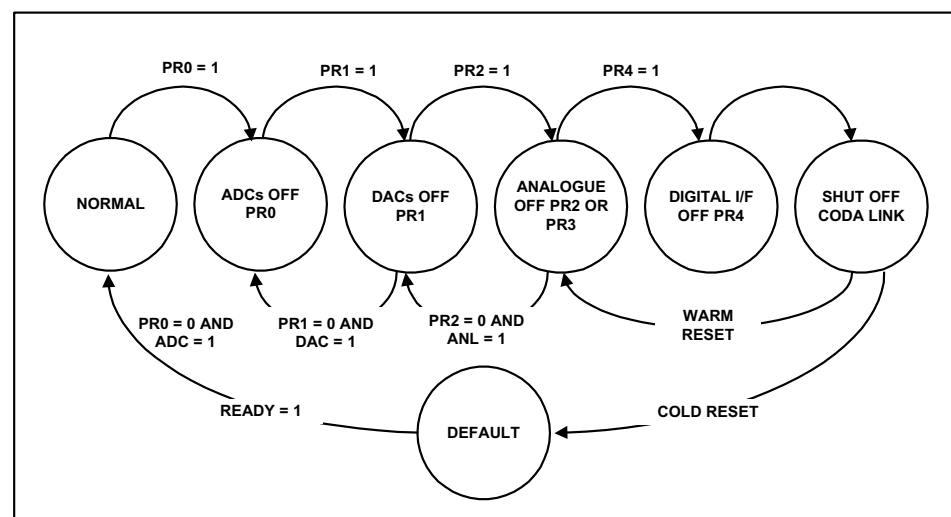 PR0 = 1
PR1 = 1
PR2 = 1
PR4 = 1
NORMAL
ADCs OFF
PR0
DACs OFF
PR1
ANALOGUE
OFF PR2 OR
PR3
DIGITAL I/F
OFF PR4
SHUT OFF
CODA LINK
PR0 = 0 AND
ADC = 1
PR1 = 0 AND
DAC = 1
PR2 = 0 AND
ANL = 1
WARM
RESET
READY = 1
DEFAULT
COLD RESET